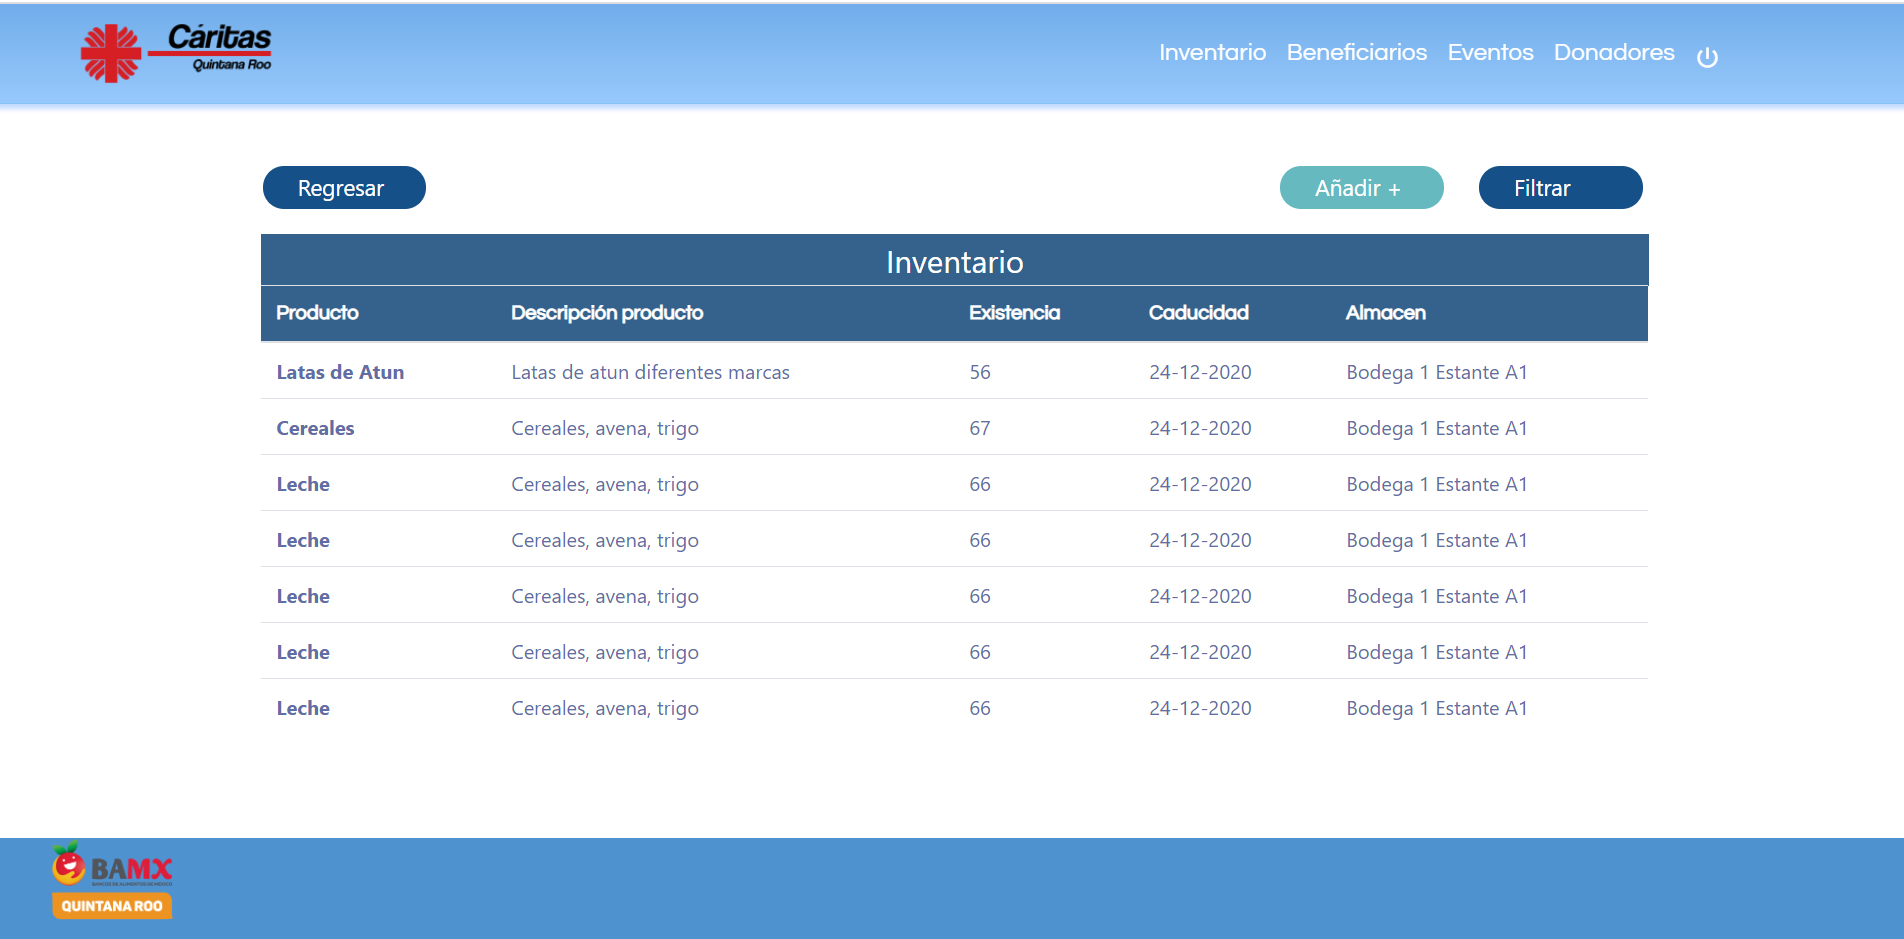 Cáritas
Quintana Roo
Inventario Beneficiarios Eventos Donadores
Regresar Añadir + Filtrar
Inventario
Producto Descripción producto Existencia Caducidad Almacen
Latas de Atun Latas de atun diferentes marcas 56 24-12-2020 Bodega 1 Estante A1
Cereales Cereales, avena, trigo 67 24-12-2020 Bodega 1 Estante A1
Leche Cereales, avena, trigo 66 24-12-2020 Bodega 1 Estante A1
Leche Cereales, avena, trigo 66 24-12-2020 Bodega 1 Estante A1
Leche Cereales, avena, trigo 66 24-12-2020 Bodega 1 Estante A1
Leche Cereales, avena, trigo 66 24-12-2020 Bodega 1 Estante A1
Leche Cereales, avena, trigo 66 24-12-2020 Bodega 1 Estante A1
BAMX
BANCOS DE ALIMENTOS DE MÉXICO
QUINTANA ROO